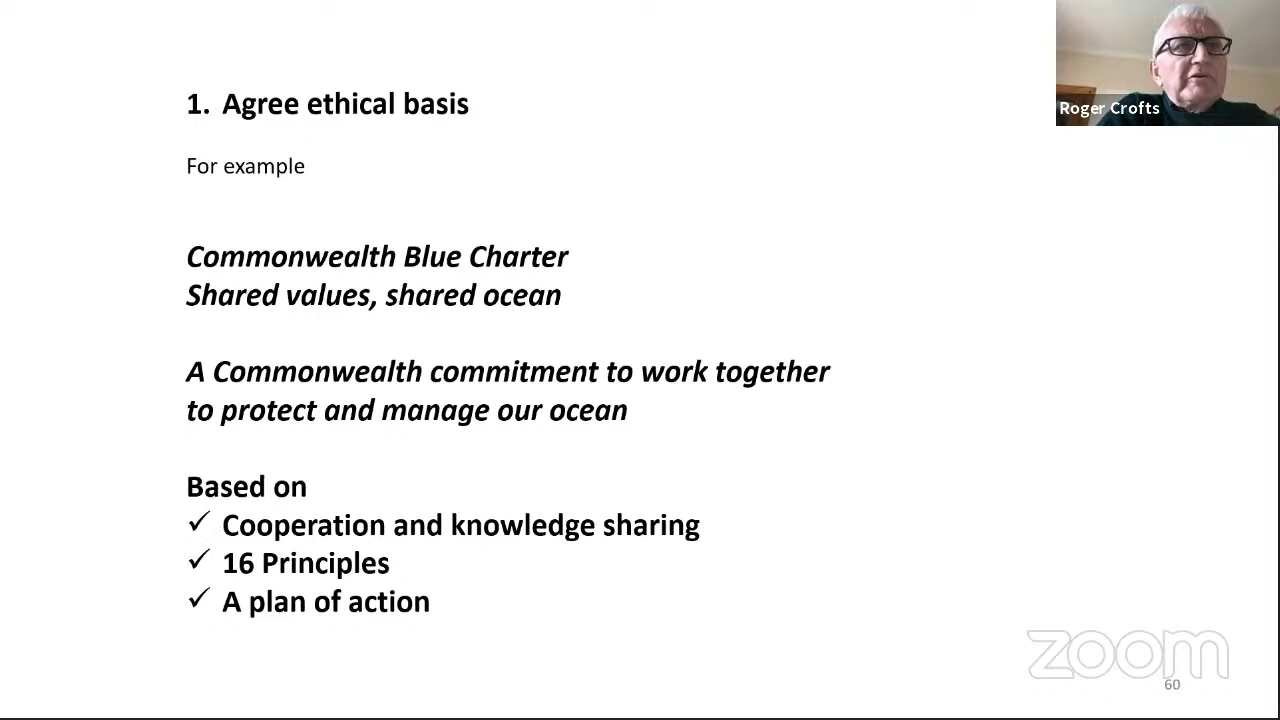 1. Agree ethical basis
For example
Commonwealth Blue Charter
Shared values, shared ocean
A Commonwealth commitment to work together
to protect and manage our ocean
Based on
✓ Cooperation and knowledge sharing
✓ 16 Principles
✓ A plan of action
Roger Crofts
zoom
60